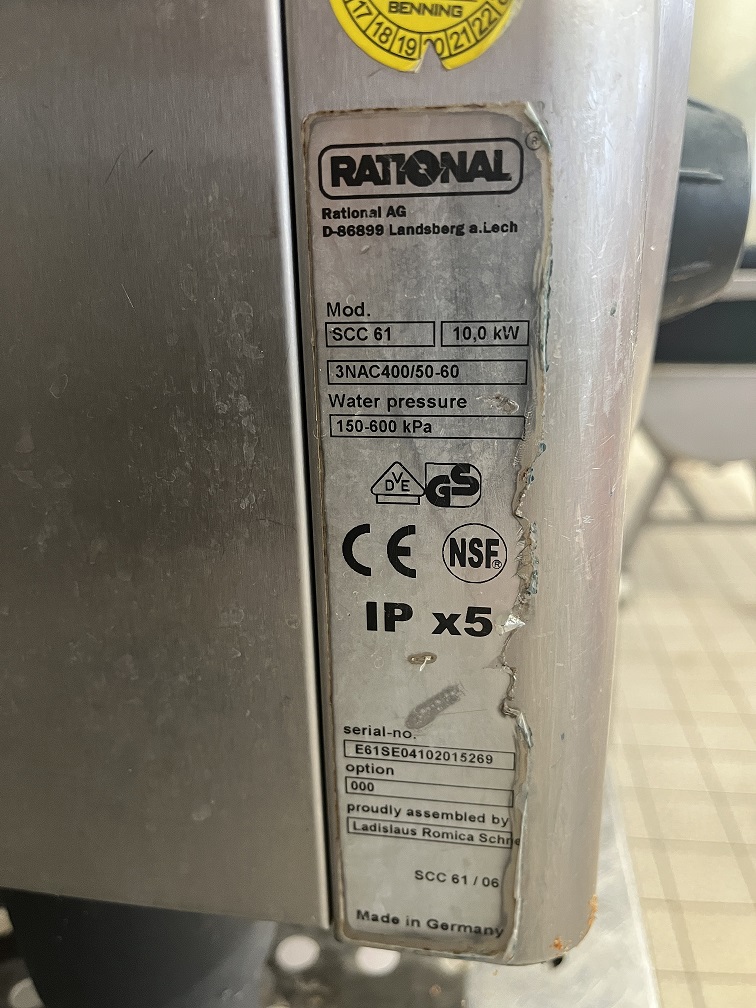 BENNING
17 18 19 20 21 22
RATIONAL®
Rational AG
D-86899 Landsberg a.Lech
Mod.
SCC 61 10,0 kW
3NAC400/50-60
Water pressure
150-600 kPa
DVE GS
CE NSF®
IP x5
serial-no.
E61SE04102015269
option
000
proudly assembled by
Ladislaus Romica
SCC 61 / 06
Made in Germany